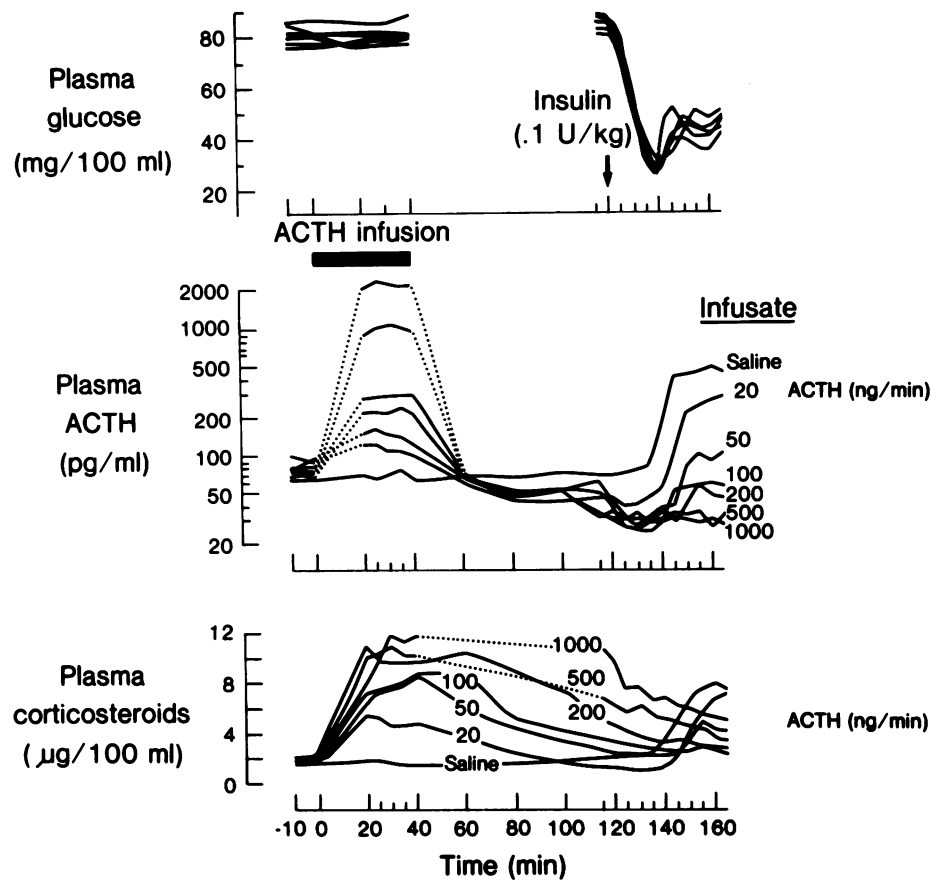 Plasma
glucose
(mg/100 ml)
80
60
40
20
Insulin
(.1 U/kg)
ACTH infusion
Plasma
ACTH
(pg/ml)
2000
1000
500
200
100
50
20
Infusate
Saline
20
ACTH (ng/min)
50
100
200
500
1000
Plasma
corticosteroids
(µg/100 ml)
12
8
4
0
1000
500
200
100
50
20
Saline
ACTH (ng/min)
-10 0 20 40 60 80 100 120 140 160
Time (min)